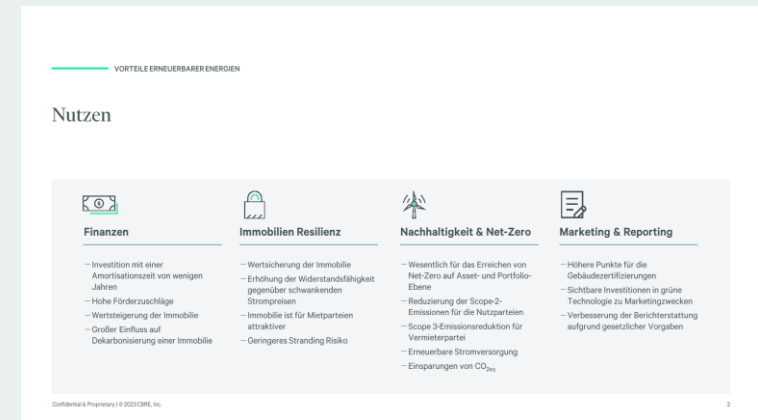 VORTEILE ERNEUERBARER ENERGIEN
Nutzen
Finanzen
— Investition mit einer
Amortisationszeit von wenigen
Jahren
— Hohe Förderzuschläge
— Wertsteigerung der Immobilie
— Großer Einfluss auf
Dekarbonisierung einer Immobilie
Immobilien Resilienz
— Wertsicherung der Immobilie
— Erhöhung der Widerstandsfähigkeit
gegenüber schwankenden
Strompreisen
— Immobilie ist für Mietparteien
attraktiver
— Geringeres Stranding Risiko
Nachhaltigkeit & Net-Zero
— Wesentlich für das Erreichen von
Net-Zero auf Asset- und Portfolio-
Ebene
— Reduzierung der Scope-2-
Emissionen für die Nutzparteien
— Scope 3-Emissionsreduktion für
Vermieterpartei
— Erneuerbare Stromversorgung
— Einsparungen von CO2eq
Marketing & Reporting
— Höhere Punkte für die
Gebäudezertifizierungen
— Sichtbare Investitionen in grüne
Technologie zu Marketingzwecken
— Verbesserung der Berichterstattung
aufgrund gesetzlicher Vorgaben
Confidential & Proprietary | © 2023 CBRE, Inc.
2